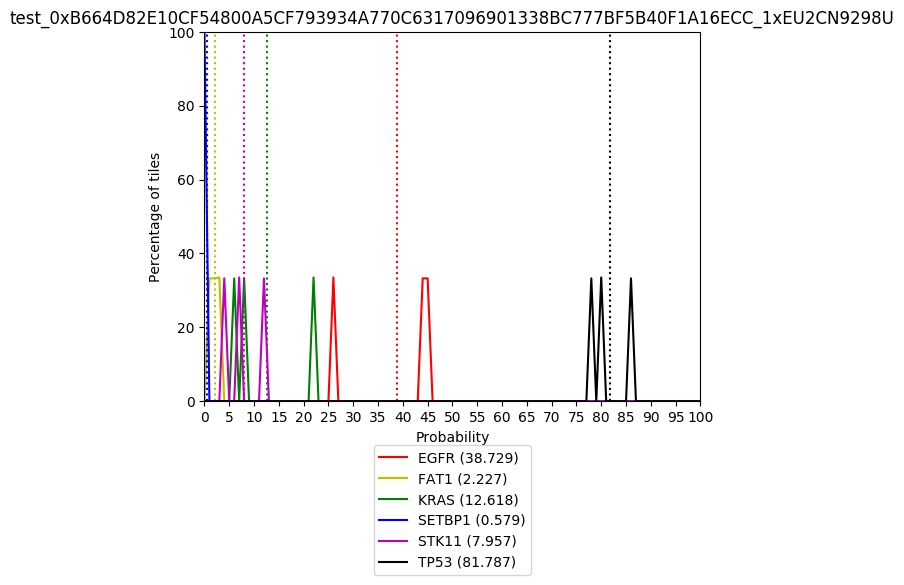 test_0xB664D82E10CF54800A5CF793934A770C6317096901338BC777BF5B40F1A16ECC_1xEU2CN9298U
100
80
60
40
20
0
Percentage of tiles
0 5 10 15 20 25 30 35 40 45 50 55 60 65 70 75 80 85 90 95 100
Probability
EGFR (38.729)
FAT1 (2.227)
KRAS (12.618)
SETBP1 (0.579)
STK11 (7.957)
TP53 (81.787)